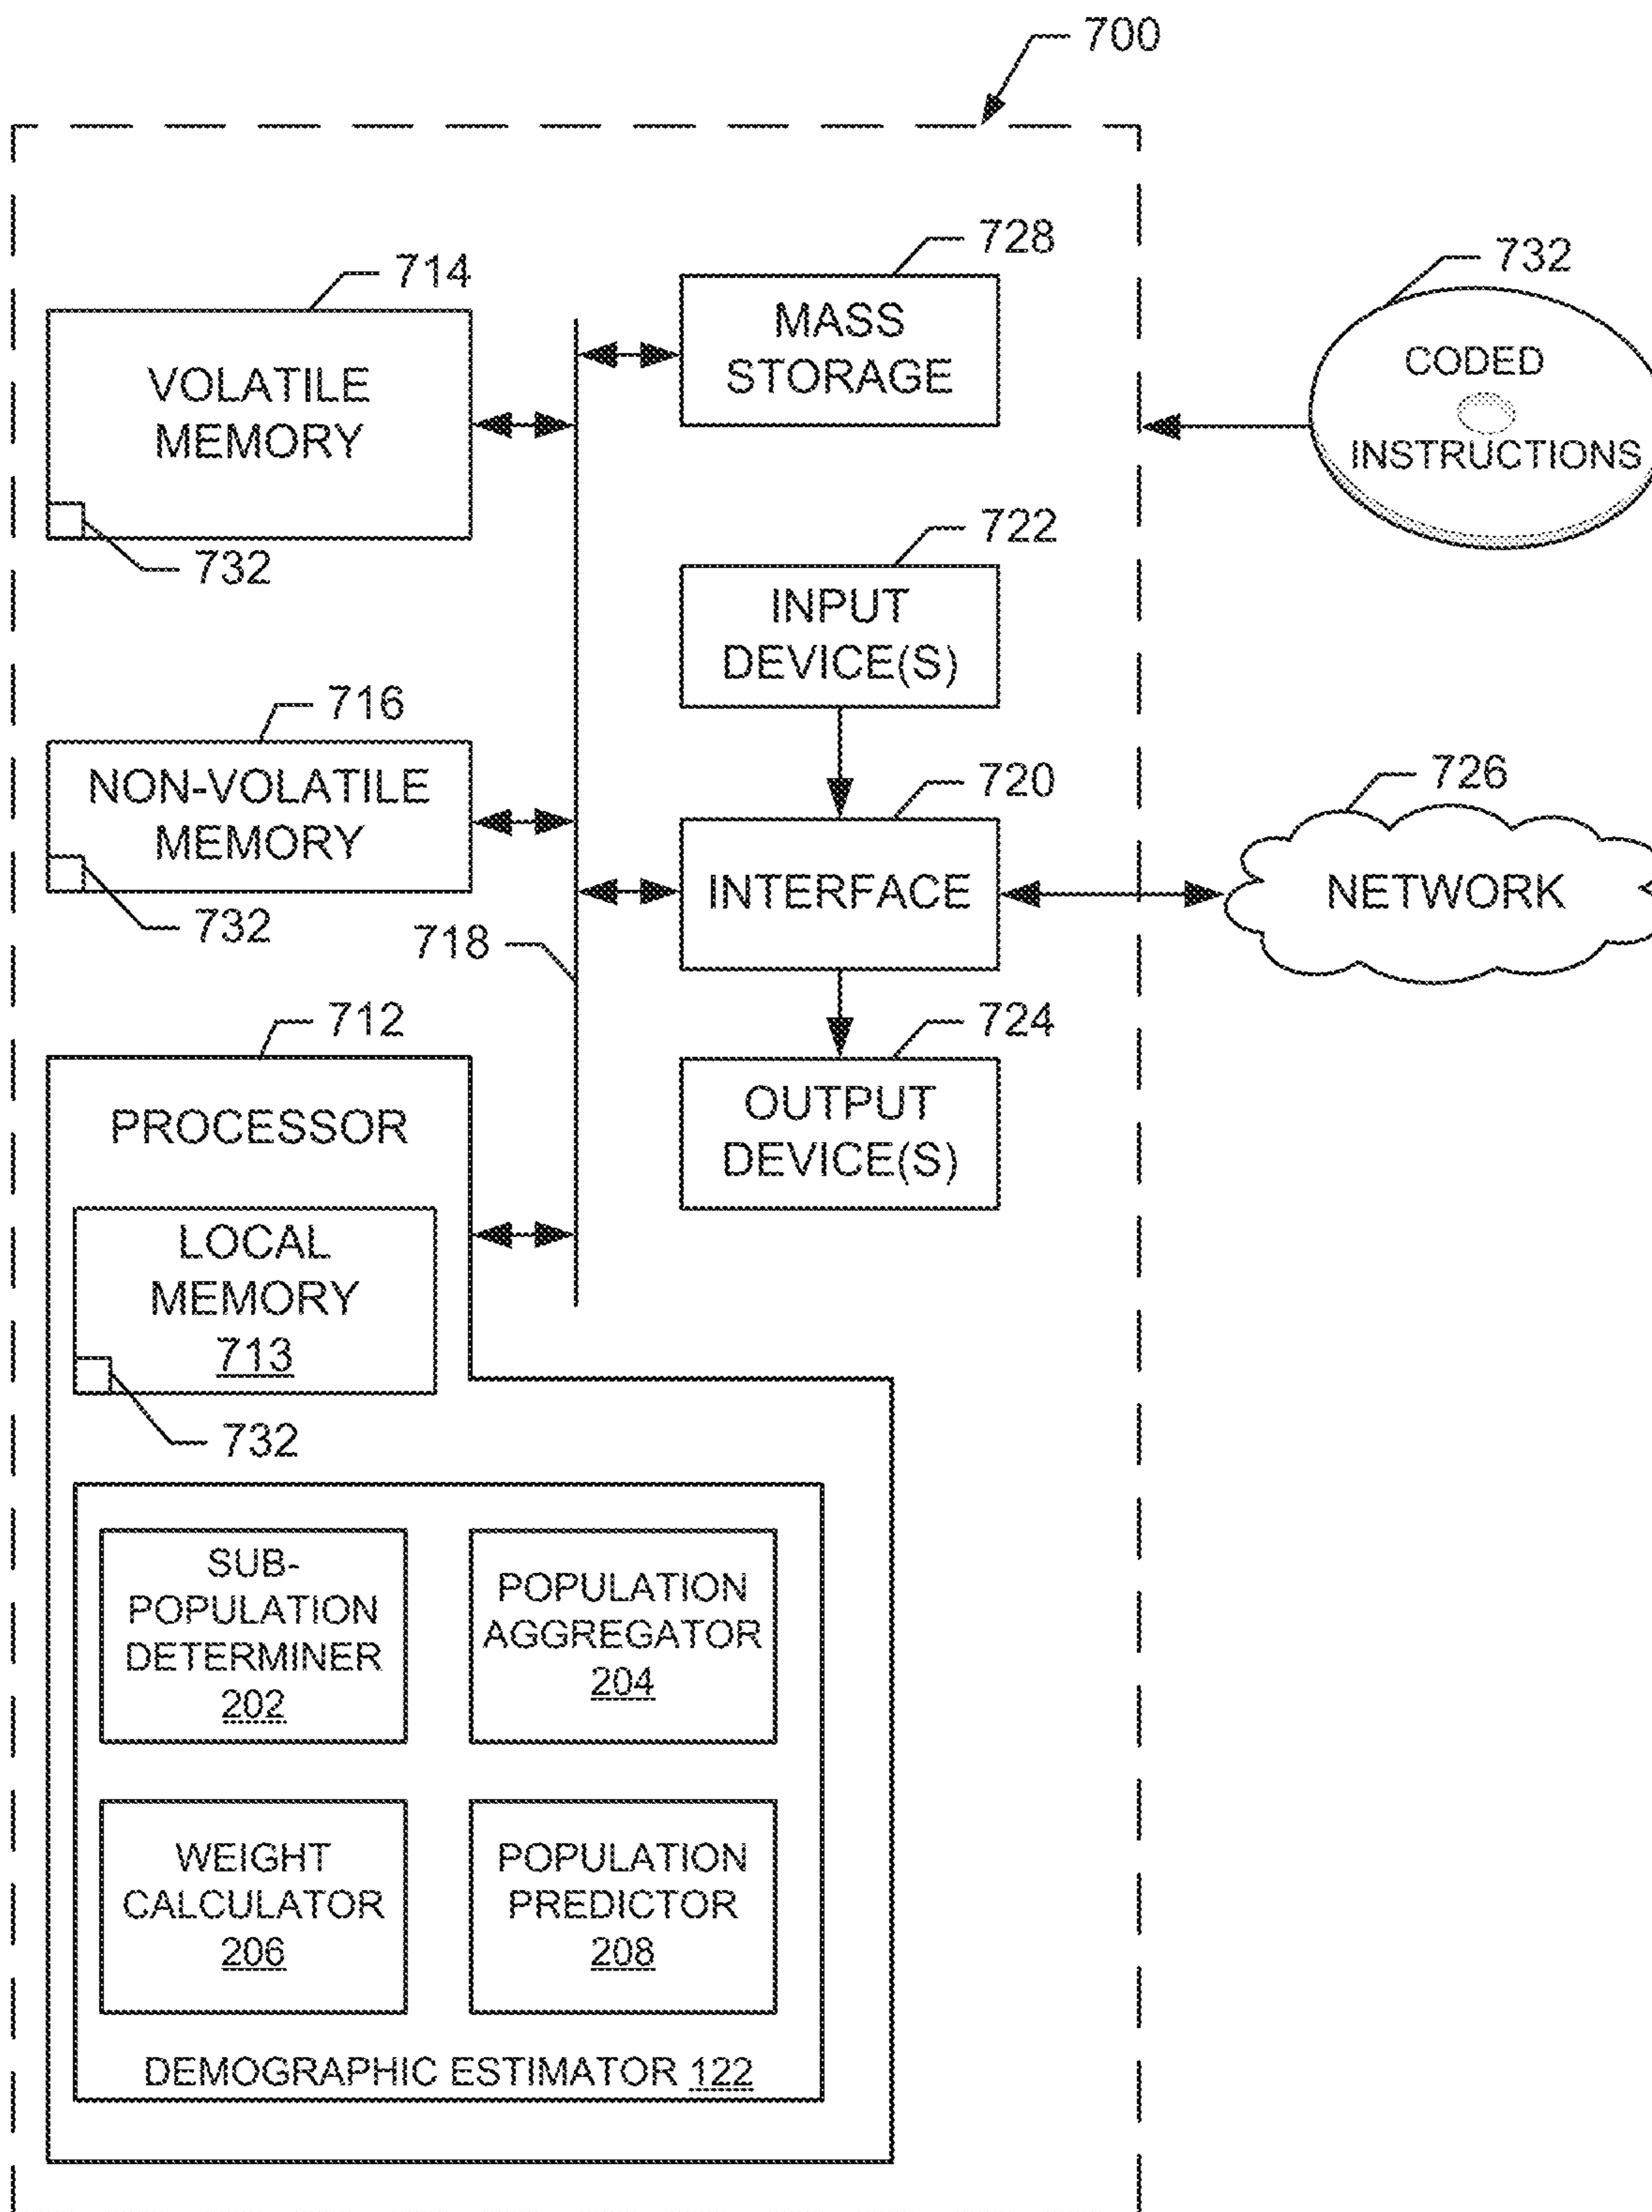 700
728
714
732
MASS
STORAGE
VOLATILE
MEMORY
CODED
INSTRUCTIONS
732
722
INPUT
DEVICE(S)
716
NON-VOLATILE
MEMORY
732
720
726
INTERFACE
NETWORK
718
712
724
PROCESSOR
OUTPUT
DEVICE(S)
LOCAL
MEMORY
713
732
SUB-
POPULATION
DETERMINER
202
POPULATION
AGGREGATOR
204
WEIGHT
CALCULATOR
206
POPULATION
PREDICTOR
208
DEMOGRAPHIC ESTIMATOR 122